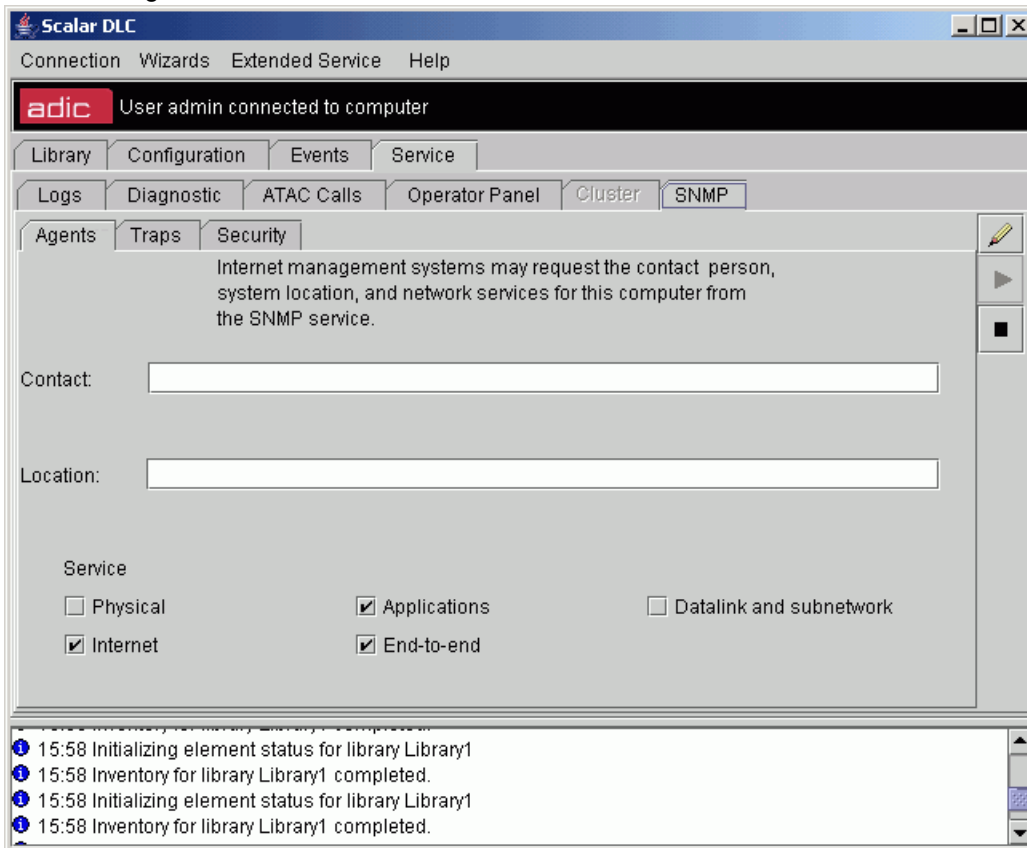 Scalar DLC
Connection Wizards Extended Service Help
adic User admin connected to computer
Library Configuration Events Service
Logs Diagnostic ATAC Calls Operator Panel Cluster SNMP
Agents Traps Security
Internet management systems may request the contact person,
system location, and network services for this computer from
the SNMP service.
Contact:
Location:
Service
Physical Applications Datalink and subnetwork
Internet End-to-end
15:58 Initializing element status for library Library1
15:58 Inventory for library Library1 completed.
15:58 Initializing element status for library Library1
15:58 Inventory for library Library1 completed.